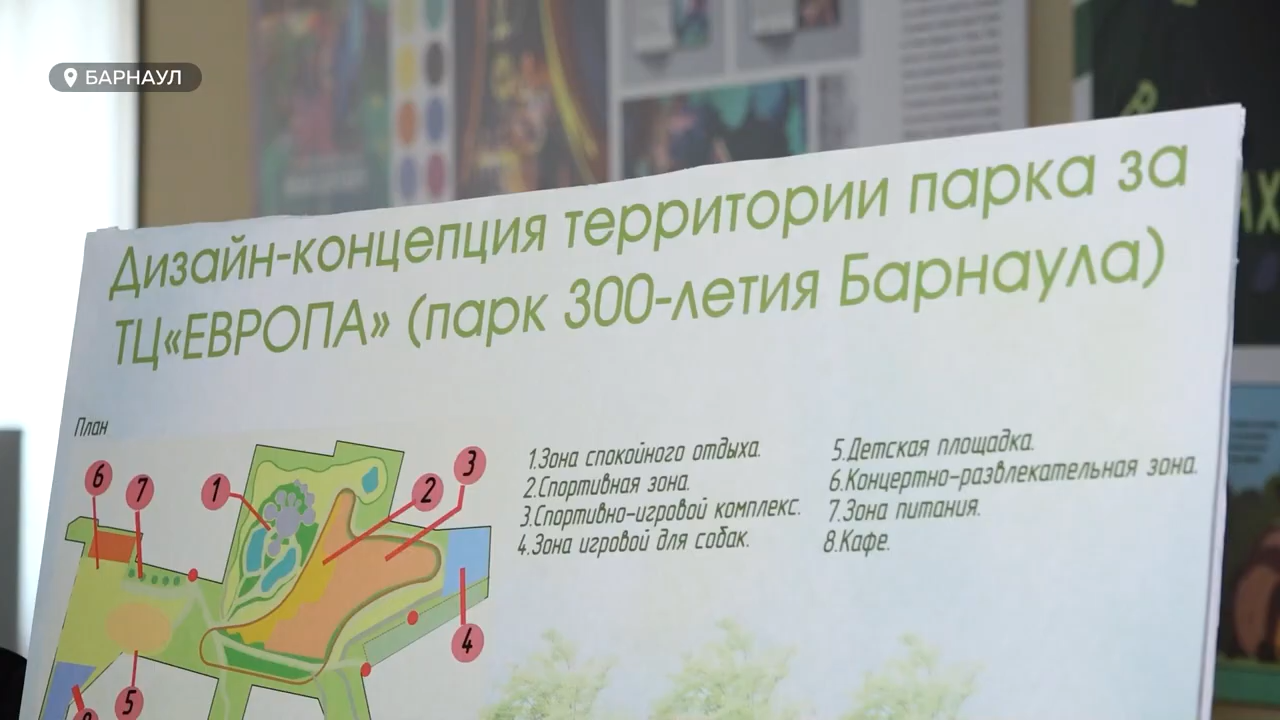 БАРНАУЛ
Дизайн-концепция территории парка за
ТЦ«ЕВРОПА» (парк 300-летия Барнаула)
План
1.Зона спокойного отдыха.
2.Спортивная зона.
3.Спортивно-игровой комплекс.
4.Зона игровой для собак.
5.Детская площадка.
6.Концертно-развлекательная зона.
7.Зона питания.
8.Кафе.
6
7
1
2
3
4
5